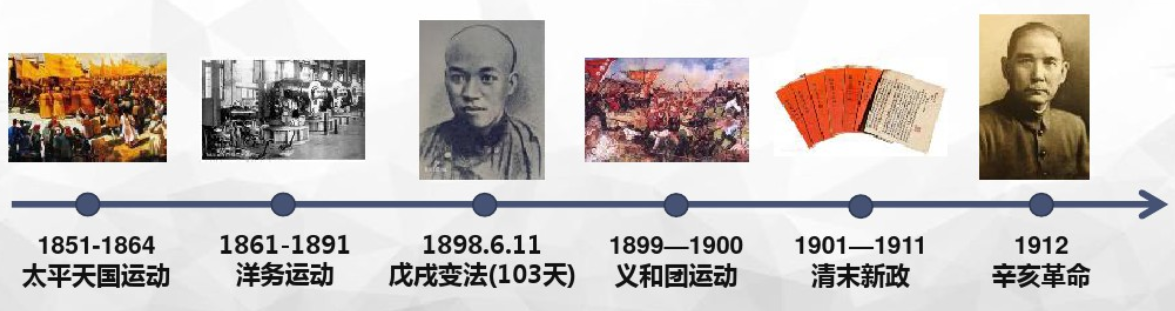 1851-1864
太平天国运动
1861-1891
洋务运动
1898.6.11
戊戌变法(103天)
1899—1900
义和团运动
1901—1911
清末新政
1912
辛亥革命